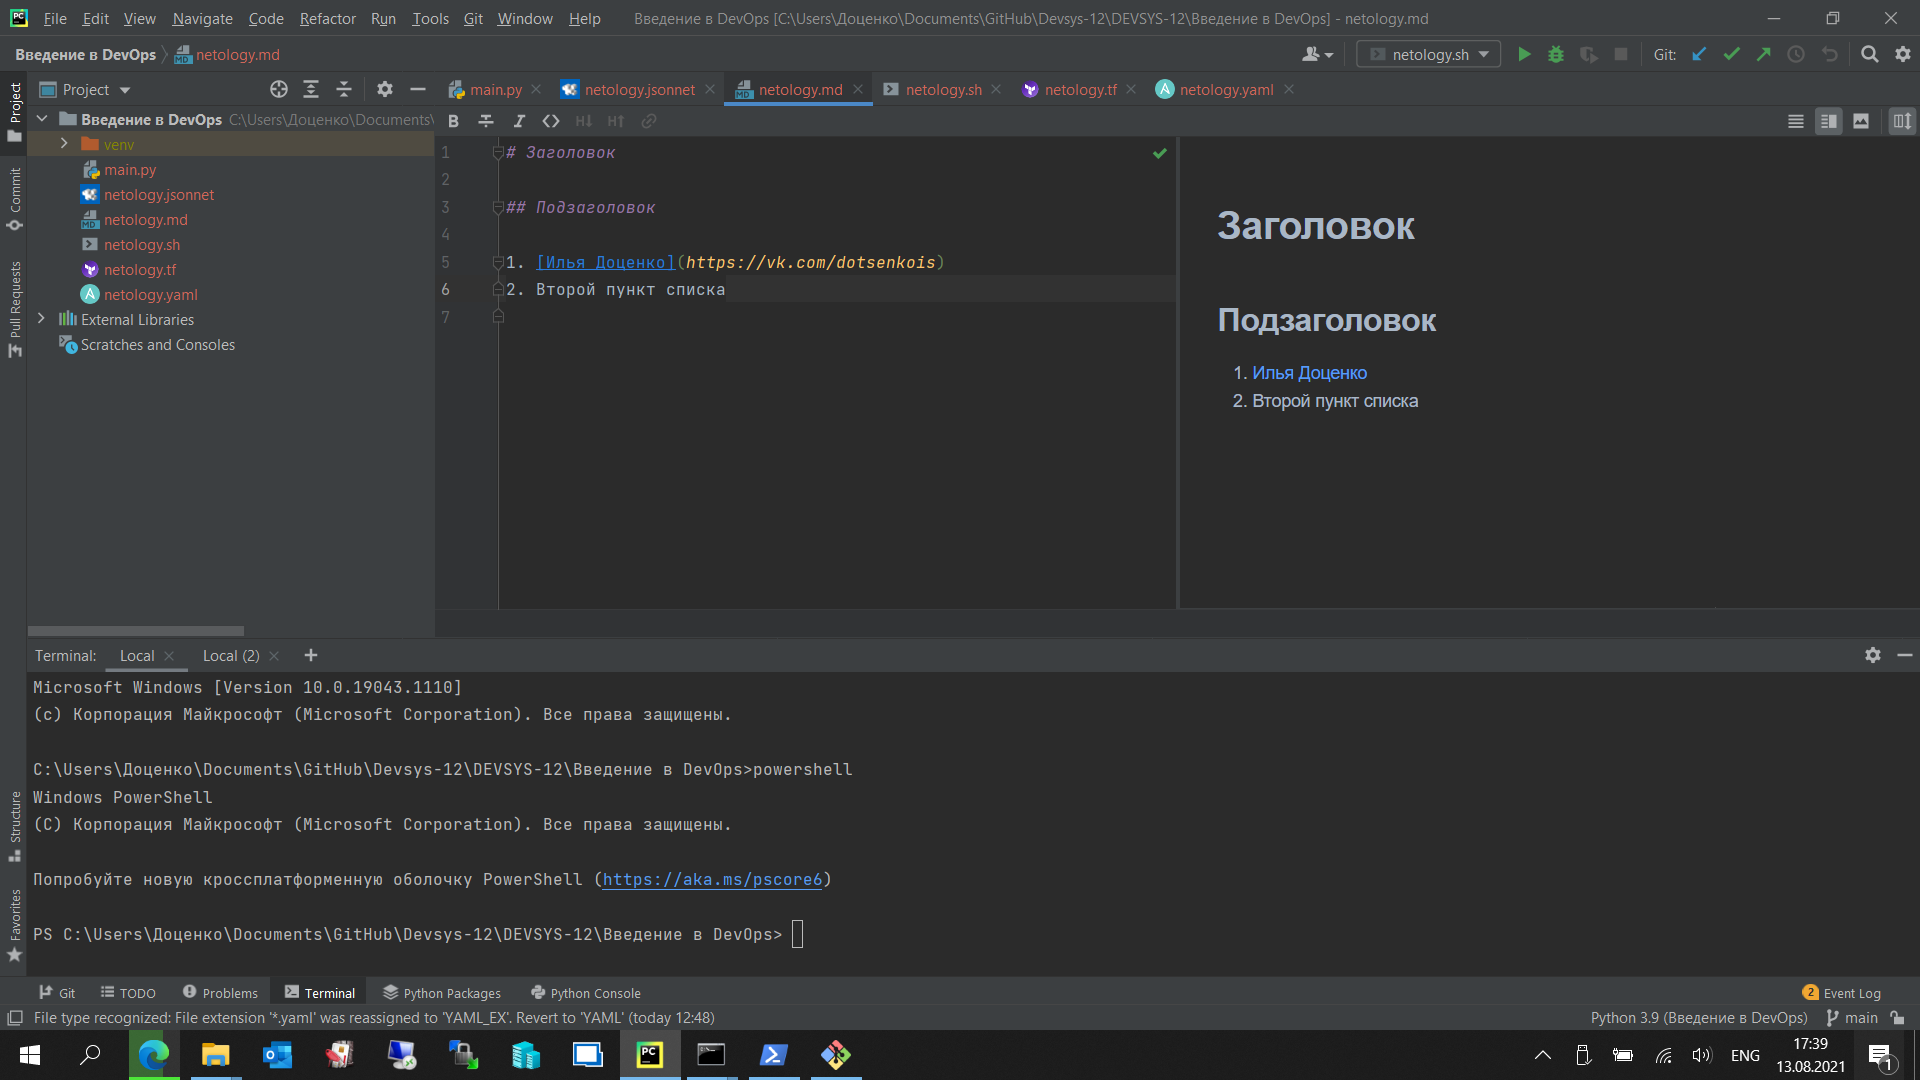 File Edit View Navigate Code Refactor Run Tools Git Window Help Введение в DevOps [C:\Users\Доценко\Documents\GitHub\Devsys-12\DEVSYS-12\Введение в DevOps] - netology.md
Введение в DevOps netology.md netology.sh Git:
Project main.py netology.jsonnet netology.md netology.sh netology.tf netology.yaml
Введение в DevOps C:\Users\Доценко\Documents\
venv
main.py
netology.jsonnet
netology.md
netology.sh
netology.tf
netology.yaml
External Libraries
Scratches and Consoles
Project
Commit
Pull Requests
Structure
Favorites
1 # Заголовок
2
3 ## Подзаголовок
4
5 1. [Илья Доценко](https://vk.com/dotsenkois)
6 2. Второй пункт списка
7
Заголовок
Подзаголовок
1. Илья Доценко
2. Второй пункт списка
Terminal: Local Local (2)
Microsoft Windows [Version 10.0.19043.1110]
(c) Корпорация Майкрософт (Microsoft Corporation). Все права защищены.
C:\Users\Доценко\Documents\GitHub\Devsys-12\DEVSYS-12\Введение в DevOps>powershell
Windows PowerShell
(C) Корпорация Майкрософт (Microsoft Corporation). Все права защищены.
Попробуйте новую кроссплатформенную оболочку PowerShell (https://aka.ms/pscore6)
PS C:\Users\Доценко\Documents\GitHub\Devsys-12\DEVSYS-12\Введение в DevOps>
Git TODO Problems Terminal Python Packages Python Console 2 Event Log
File type recognized: File extension '*.yaml' was reassigned to 'YAML_EX'. Revert to 'YAML' (today 12:48) Python 3.9 (Введение в DevOps) main
ENG 17:39
13.08.2021 1